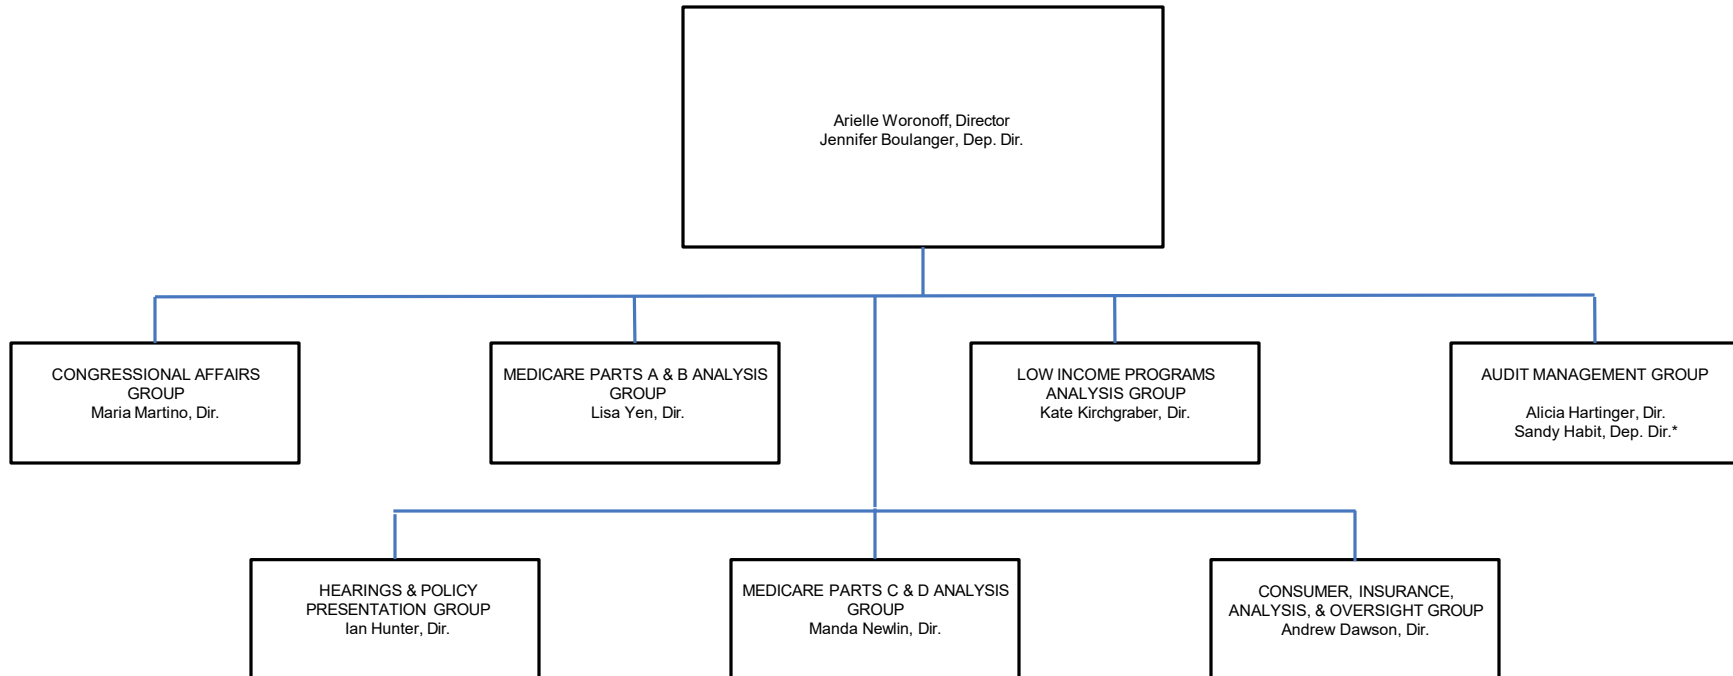 Arielle Woronoff, Director
Jennifer Boulanger, Dep. Dir.
CONGRESSIONAL AFFAIRS
GROUP
Maria Martino, Dir.
MEDICARE PARTS A & B ANALYSIS
GROUP
Lisa Yen, Dir.
LOW INCOME PROGRAMS
ANALYSIS GROUP
Kate Kirchgraber, Dir.
AUDIT MANAGEMENT GROUP
Alicia Hartinger, Dir.
Sandy Habit, Dep. Dir.*
HEARINGS & POLICY
PRESENTATION GROUP
Ian Hunter, Dir.
MEDICARE PARTS C & D ANALYSIS
GROUP
Manda Newlin, Dir.
CONSUMER, INSURANCE,
ANALYSIS, & OVERSIGHT GROUP
Andrew Dawson, Dir.